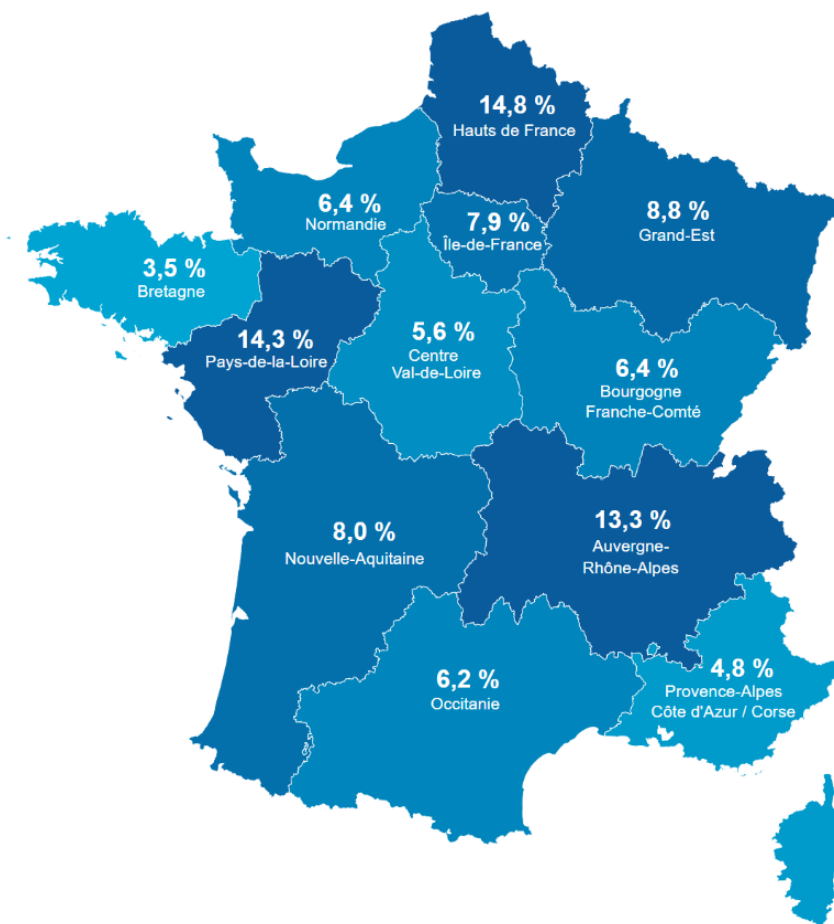 14,8 %
Hauts de France
6,4 %
Normandie
7,9 %
Île-de-France
8,8 %
Grand-Est
3,5 %
Bretagne
14,3 %
Pays-de-la-Loire
5,6 %
Centre
Val-de-Loire
6,4 %
Bourgogne
Franche-Comté
8,0 %
Nouvelle-Aquitaine
13,3 %
Auvergne-
Rhône-Alpes
6,2 %
Occitanie
4,8 %
Provence-Alpes
Côte d'Azur / Corse